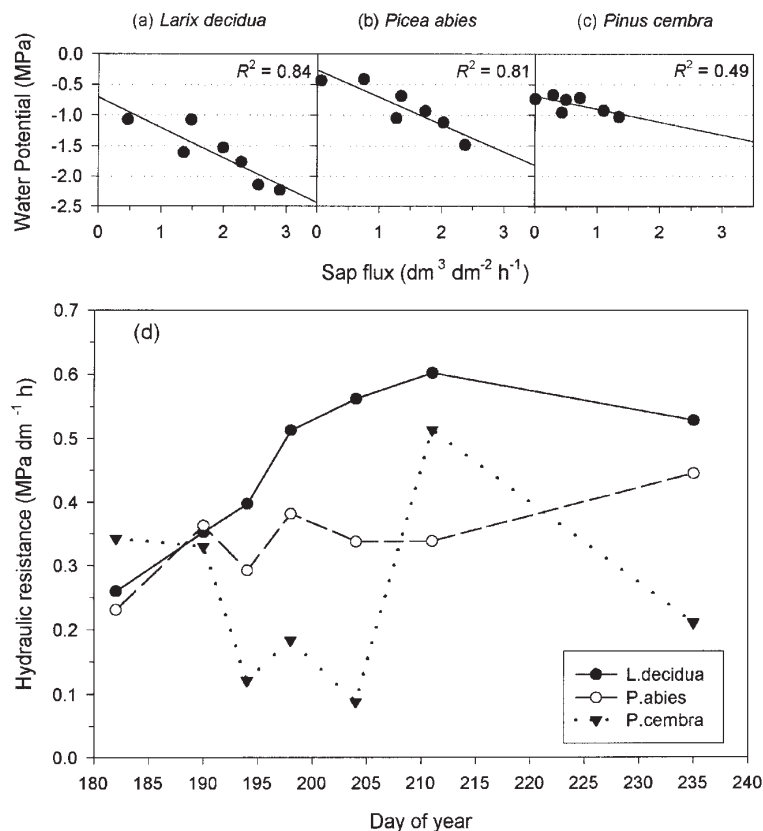 (a) Larix decidua (b) Picea abies (c) Pinus cembra
Water Potential (MPa)
0.0
-0.5
-1.0
-1.5
-2.0
-2.5
R² = 0.84
R² = 0.81
R² = 0.49
0 1 2 3 0 1 2 3 0 1 2 3
Sap flux (dm³ dm⁻² h⁻¹)
(d)
Hydraulic resistance (MPa dm⁻¹ h)
0.7
0.6
0.5
0.4
0.3
0.2
0.1
0.0
L.decidua
P.abies
P.cembra
180 190 195 200 205 210 215 220 225 230 235 240
Day of year